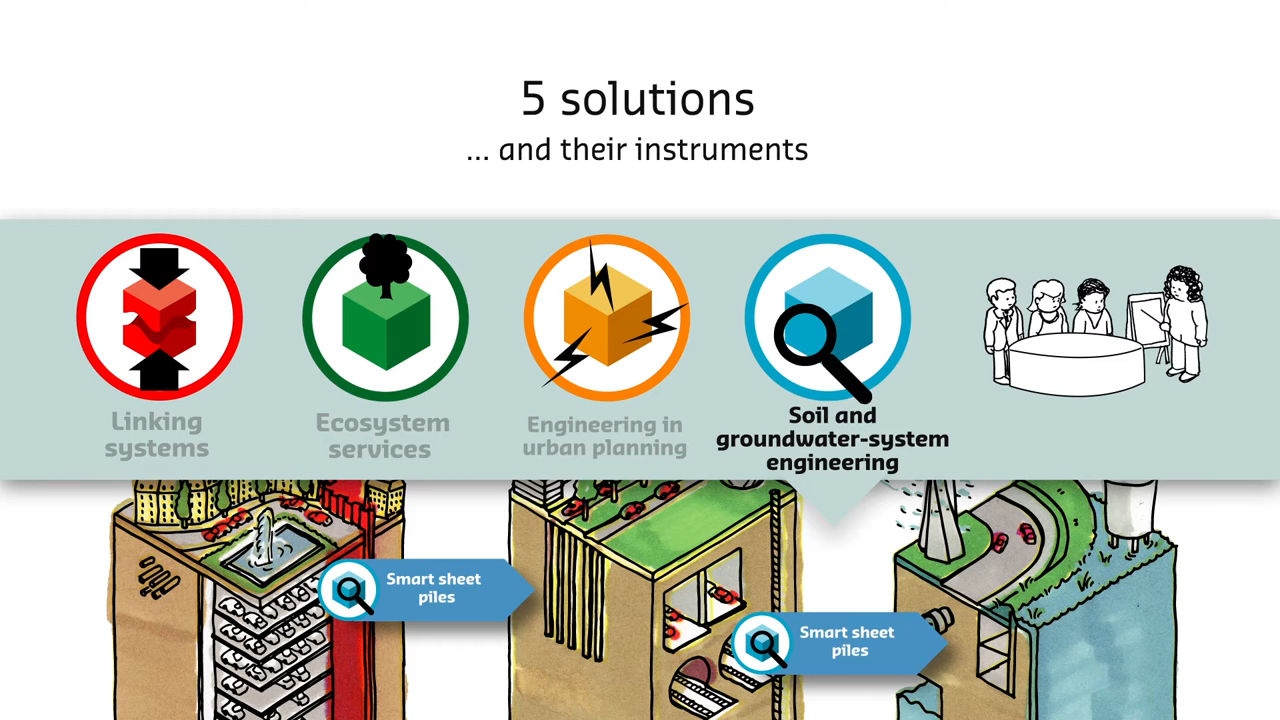 5 solutions
... and their instruments
Linking
systems
Ecosystem
services
Engineering in
urban planning
Soil and
groundwater-system
engineering
Smart sheet
piles
Smart sheet
piles